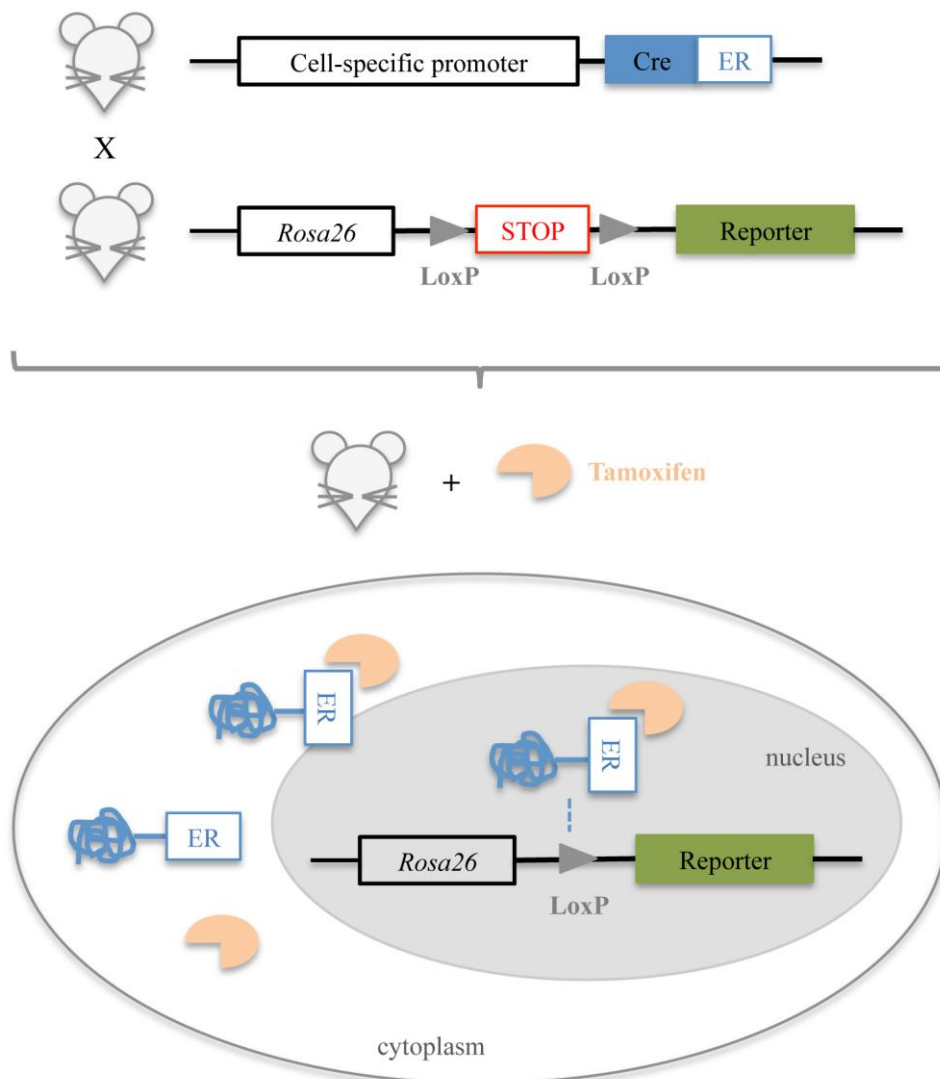 Cell-specific promoter Cre ER
X
Rosa26 STOP Reporter
LoxP LoxP
+ Tamoxifen
ER
ER
nucleus
ER
Rosa26 Reporter
LoxP
cytoplasm